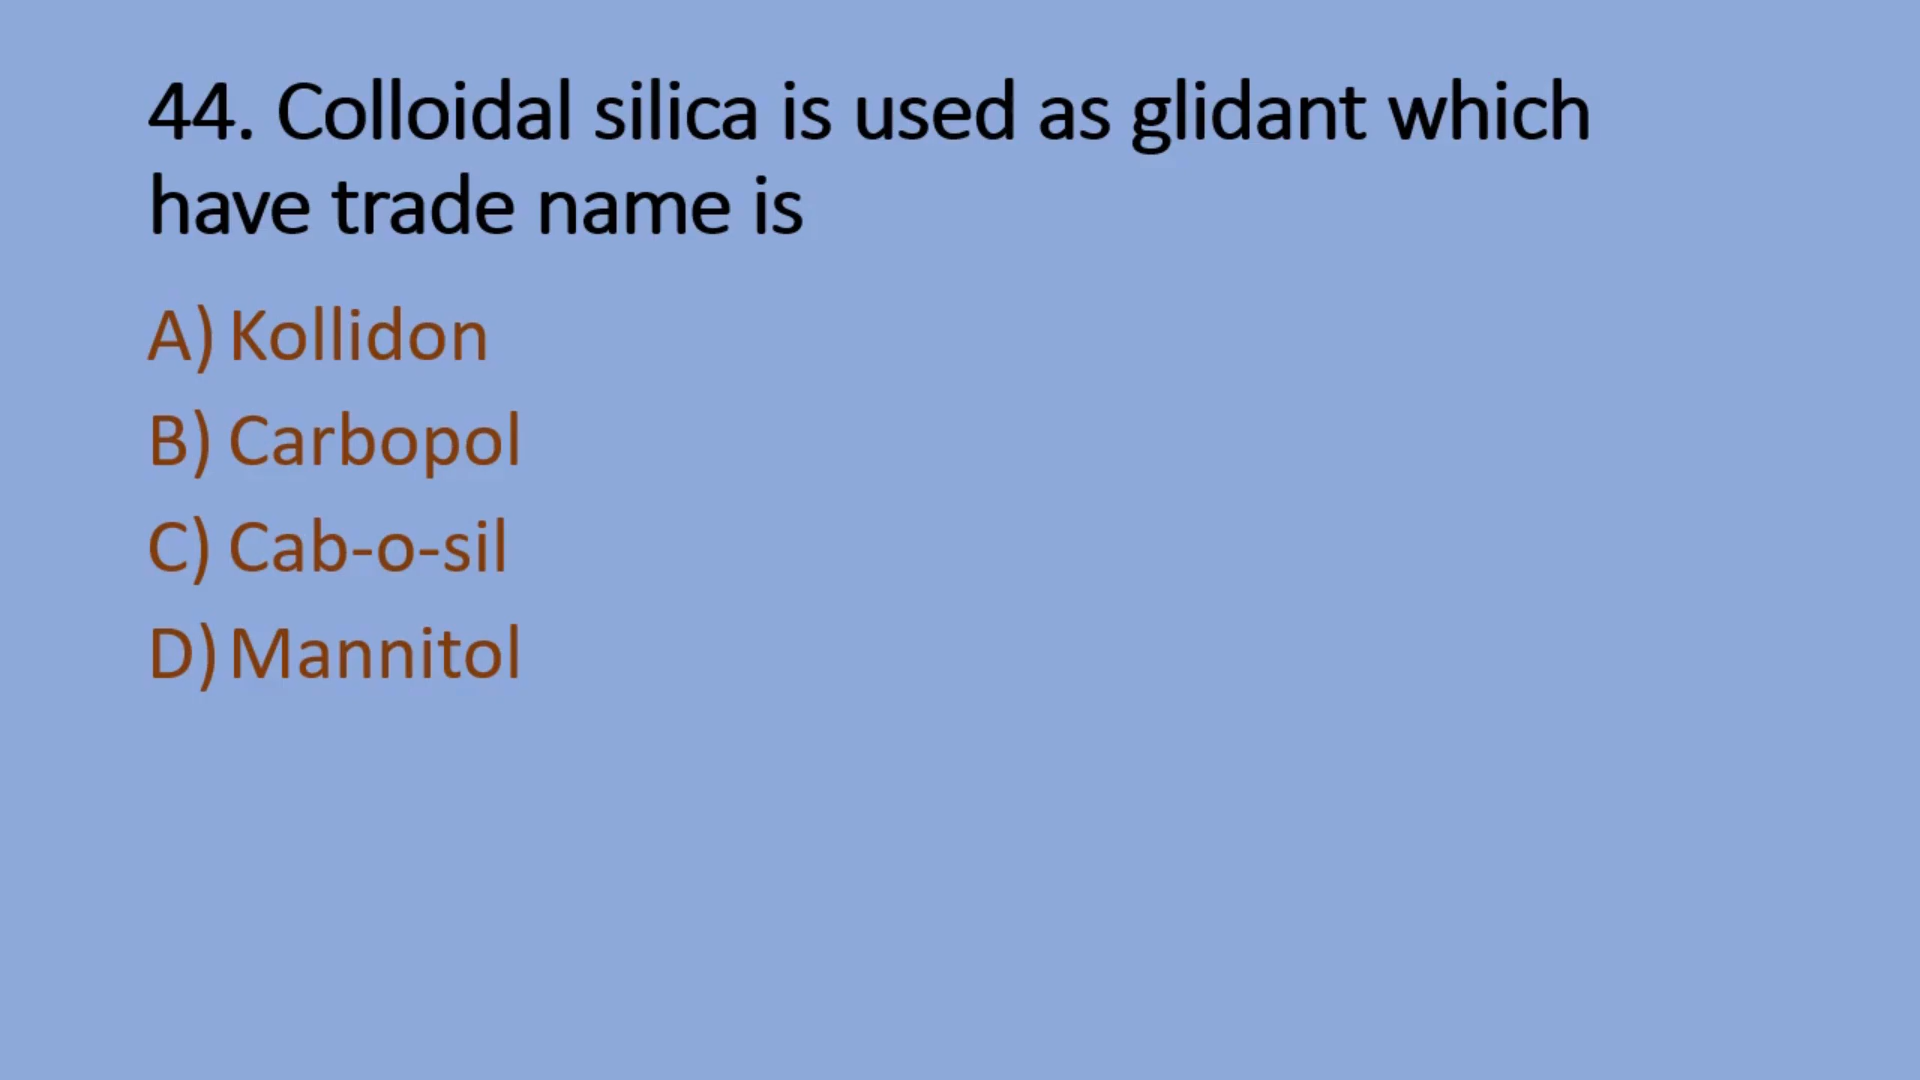 44. Colloidal silica is used as glidant which
have trade name is
A) Kollidon
B) Carbopol
C) Cab-o-sil
D) Mannitol